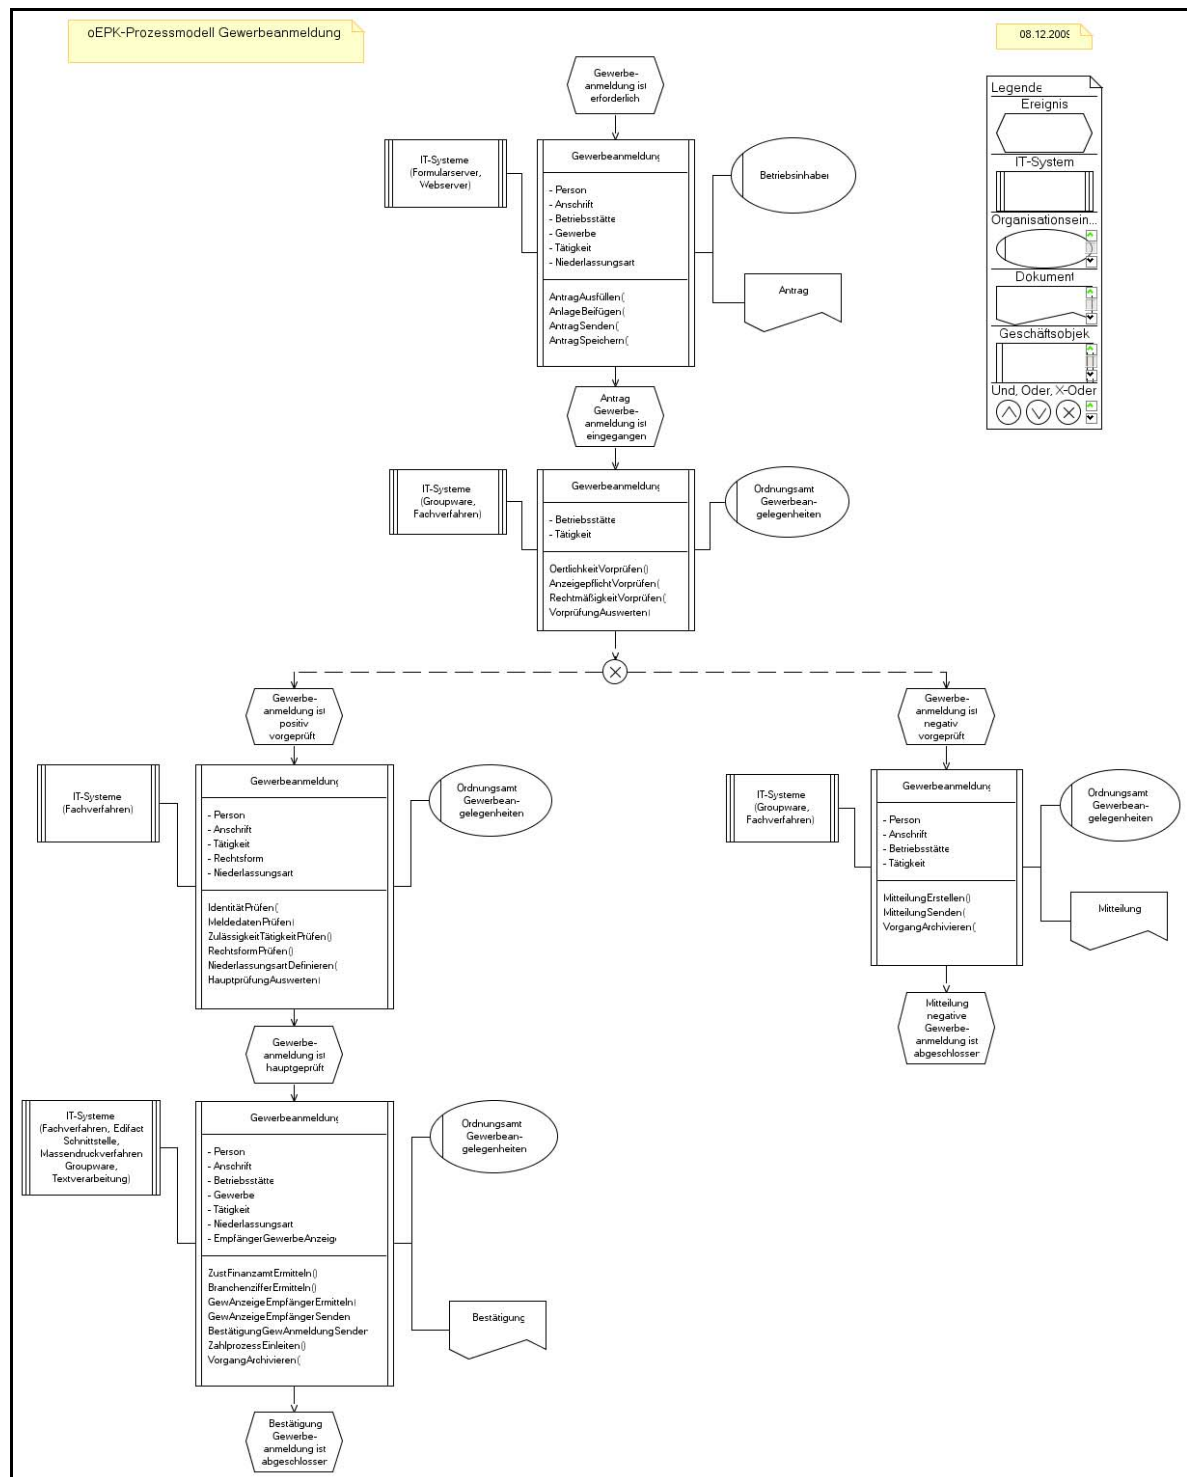 oEPK-Prozessmodell Gewerbeanmeldung
08.12.2009
Legende
Ereignis
IT-System
Organisationsein...
Dokument
Geschäftsobjek
Und, Oder, X-Oder
Gewerbe-
anmeldung ist
erforderlich
IT-Systeme
(Formularserver,
Webserver)
Gewerbeanmeldung
- Person
- Anschrift
- Betriebsstätte
- Gewerbe
- Tätigkeit
- Niederlassungsart
AntragAusfüllen(
AnlageBeifügen(
AntragSenden(
AntragSpeichern(
Betriebsinhaber
Antrag
Antrag
Gewerbe-
anmeldung ist
eingegangen
IT-Systeme
(Groupware,
Fachverfahren)
Gewerbeanmeldung
- Betriebsstätte
- Tätigkeit
OertlichkeitVorprüfen()
AnzeigepflichtVorprüfen(
RechtmäßigkeitVorprüfen(
VorprüfungAuswerten(
Ordnungsamt
Gewerbean-
gelegenheiten
Gewerbe-
anmeldung ist
positiv
vorgeprüft
IT-Systeme
(Fachverfahren)
Gewerbeanmeldung
- Person
- Anschrift
- Tätigkeit
- Rechtsform
- Niederlassungsart
IdentitätPrüfen(
MeldedatenPrüfen(
ZulässigkeitTätigkeitPrüfen()
RechtsformPrüfen()
NiederlassungsartDefinieren(
HauptprüfungAuswerten(
Ordnungsamt
Gewerbean-
gelegenheiten
Gewerbe-
anmeldung ist
negativ
vorgeprüft
IT-Systeme
(Groupware,
Fachverfahren)
Gewerbeanmeldung
- Person
- Anschrift
- Betriebsstätte
- Tätigkeit
MitteilungErstellen()
MitteilungSenden(
VorgangArchivieren(
Ordnungsamt
Gewerbean-
gelegenheiten
Mitteilung
Mitteilung
negative
Gewerbe-
anmeldung ist
abgeschlossen
Gewerbe-
anmeldung ist
hauptgeprüft
IT-Systeme
(Fachverfahren, Edifact
Schnittstelle,
Massendruckverfahren
Groupware,
Textverarbeitung)
Gewerbeanmeldung
- Person
- Anschrift
- Betriebsstätte
- Gewerbe
- Tätigkeit
- Niederlassungsart
- EmpfängerGewerbeAnzeige
ZustFinanzamtErmitteln()
BranchenzifferErmitteln()
GewAnzeigeEmpfängerErmitteln(
GewAnzeigeEmpfängerSenden
BestätigungGewAnmeldungSenden
ZahlprozessEinleiten()
VorgangArchivieren(
Ordnungsamt
Gewerbean-
gelegenheiten
Bestätigung
Bestätigung
Gewerbe-
anmeldung ist
abgeschlossen